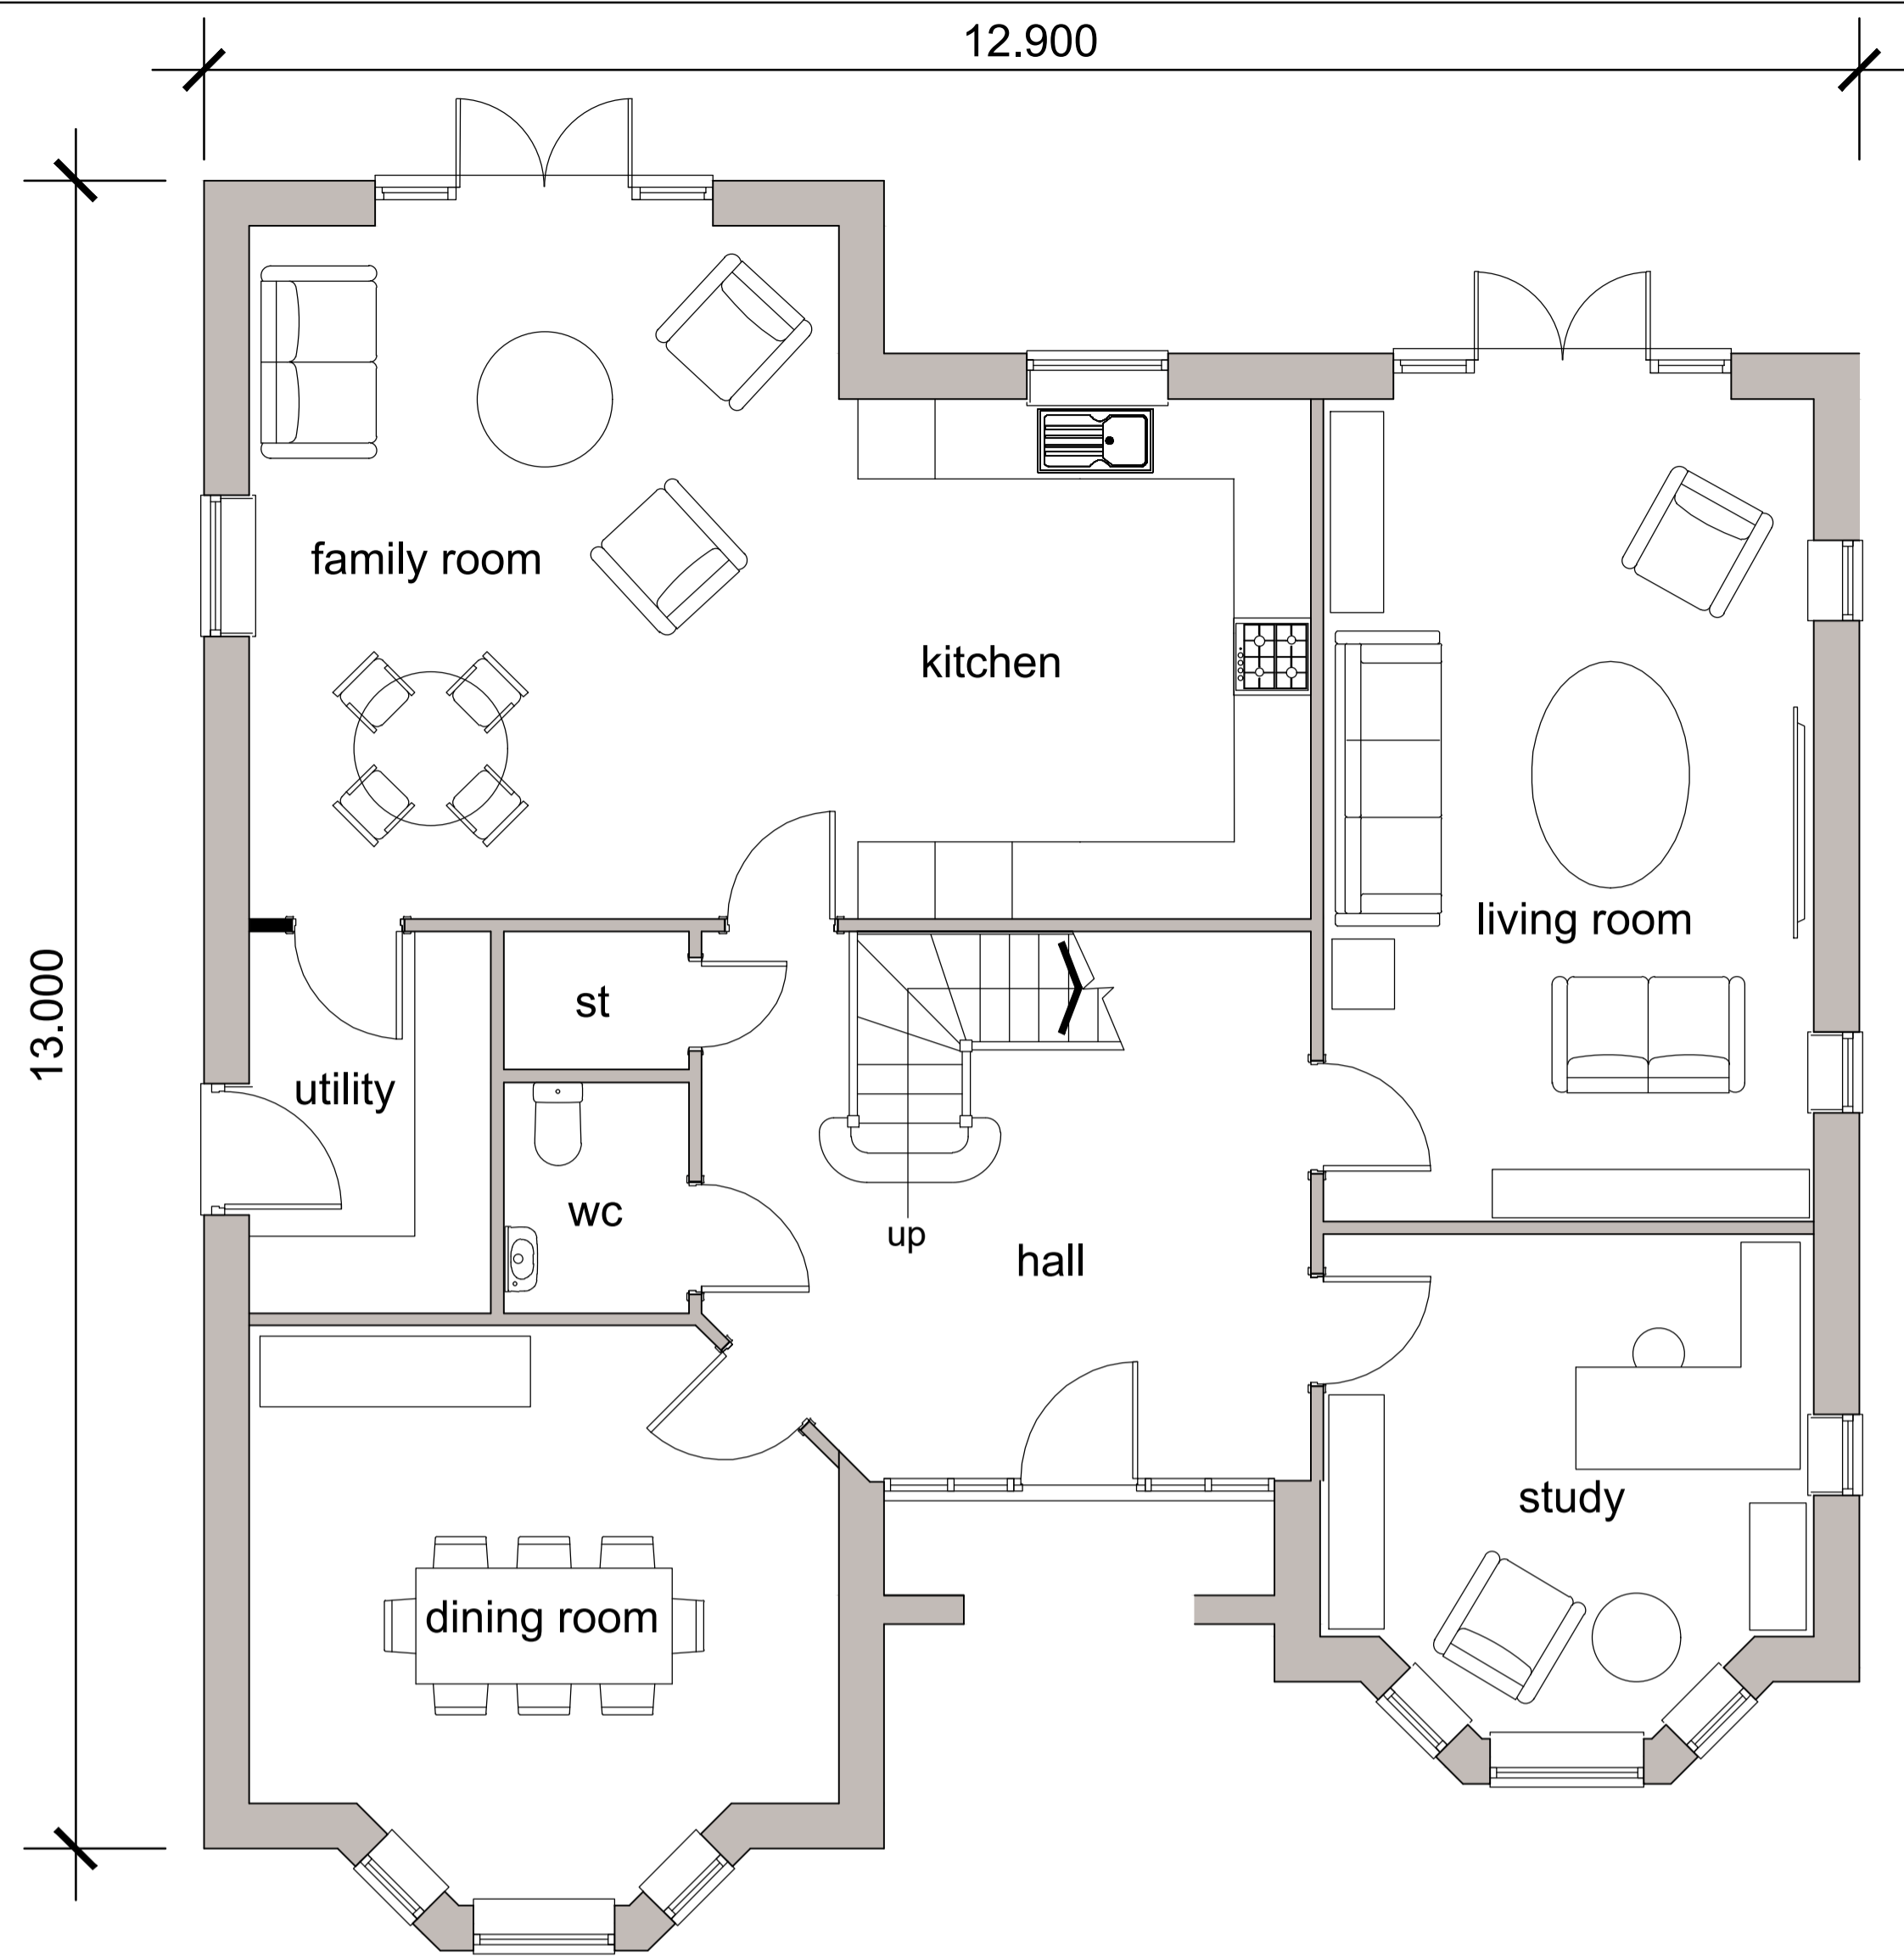 12.900
family room
kitchen
living room
13.000
st
utility
wc
up
hall
study
dining room